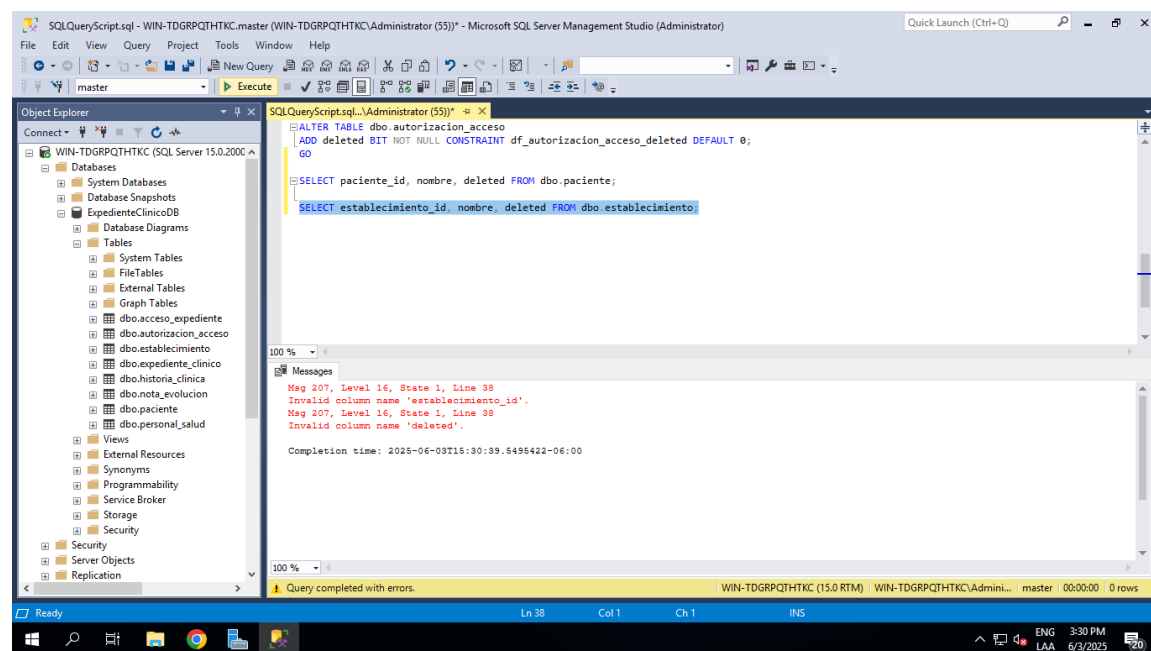 SQLQueryScript.sql - WIN-TDGRPQTHTKC.master (WIN-TDGRPQTHTKC\Administrator (55))* - Microsoft SQL Server Management Studio (Administrator)
Quick Launch (Ctrl+Q)
File Edit View Query Project Tools Window Help
New Query
master
Execute
Object Explorer
SQLQueryScript.sql...\Administrator (55))*
Connect
WIN-TDGRPQTHTKC (SQL Server 15.0.2000
Databases
System Databases
Database Snapshots
ExpedienteClinicoDB
Database Diagrams
Tables
System Tables
FileTables
External Tables
Graph Tables
dbo.acceso_expediente
dbo.autorizacion_acceso
dbo.establecimiento
dbo.expediente_clinico
dbo.historia_clinica
dbo.nota_evolucion
dbo.paciente
dbo.personal_salud
Views
External Resources
Synonyms
Programmability
Service Broker
Storage
Security
Security
Server Objects
Replication
ALTER TABLE dbo.autorizacion_acceso
ADD deleted BIT NOT NULL CONSTRAINT df_autorizacion_acceso_deleted DEFAULT 0;
GO
SELECT paciente_id, nombre, deleted FROM dbo.paciente;
SELECT establecimiento_id, nombre, deleted FROM dbo.establecimiento;
100 %
Messages
Msg 207, Level 16, State 1, Line 38
Invalid column name 'establecimiento_id'.
Msg 207, Level 16, State 1, Line 38
Invalid column name 'deleted'.
Completion time: 2025-06-03T15:30:39.5495422-06:00
100 %
Query completed with errors.
WIN-TDGRPQTHTKC (15.0 RTM)
WIN-TDGRPQTHTKC\Admini...
master
00:00:00
0 rows
Ready
Ln 38
Col 1
Ch 1
INS
ENG
LAA
3:30 PM
6/3/2025
20